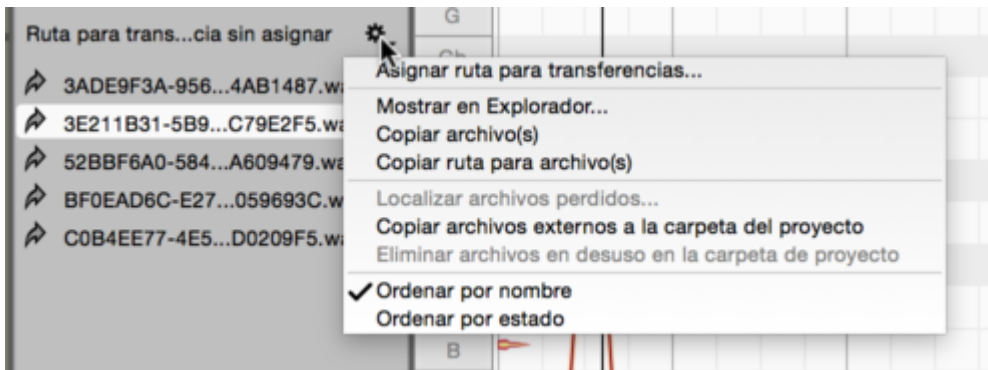 G
Ruta para trans...cia sin asignar
Gb
Asignar ruta para transferencias...
3ADE9F3A-956...4AB1487.wa
Mostrar en Explorador...
3E211B31-5B9...C79E2F5.wa
Copiar archivo(s)
52BBF6A0-584...A609479.wa
Copiar ruta para archivo(s)
BF0EAD6C-E27...059693C.w
Localizar archivos perdidos...
C0B4EE77-4E5...D0209F5.wa
Copiar archivos externos a la carpeta del proyecto
Eliminar archivos en desuso en la carpeta de proyecto
Ordenar por nombre
Ordenar por estado
B